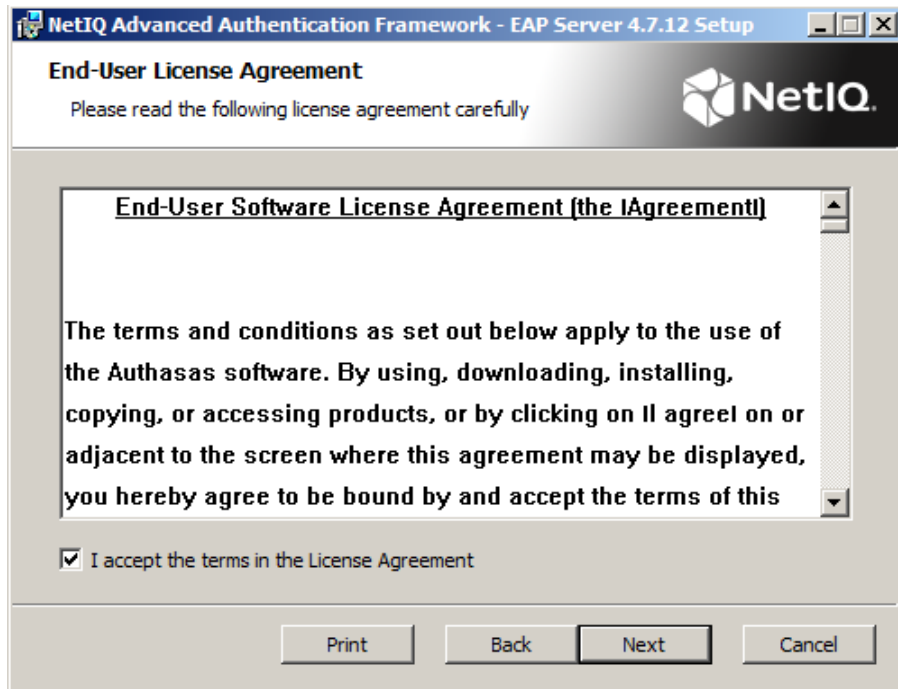 NetIQ Advanced Authentication Framework - EAP Server 4.7.12 Setup
End-User License Agreement
Please read the following license agreement carefully
NetIQ.
End-User Software License Agreement (the lAgreementl)
The terms and conditions as set out below apply to the use of
the Authasas software. By using, downloading, installing,
copying, or accessing products, or by clicking on lI agreel on or
adjacent to the screen where this agreement may be displayed,
you hereby agree to be bound by and accept the terms of this
I accept the terms in the License Agreement
Print
Back
Next
Cancel